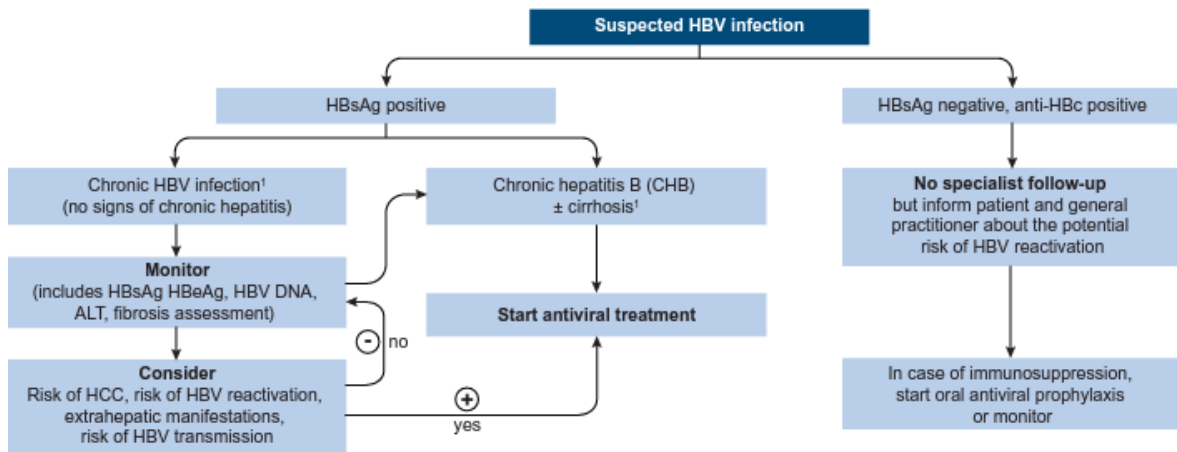 Suspected HBV infection
HBsAg positive
HBsAg negative, anti-HBc positive
Chronic HBV infection¹
(no signs of chronic hepatitis)
Chronic hepatitis B (CHB)
± cirrhosis¹
No specialist follow-up
but inform patient and general
practitioner about the potential
risk of HBV reactivation
Monitor
(includes HBsAg HBeAg, HBV DNA,
ALT, fibrosis assessment)
Start antiviral treatment
- no
Consider
Risk of HCC, risk of HBV reactivation,
extrahepatic manifestations,
risk of HBV transmission
+
yes
In case of immunosuppression,
start oral antiviral prophylaxis
or monitor